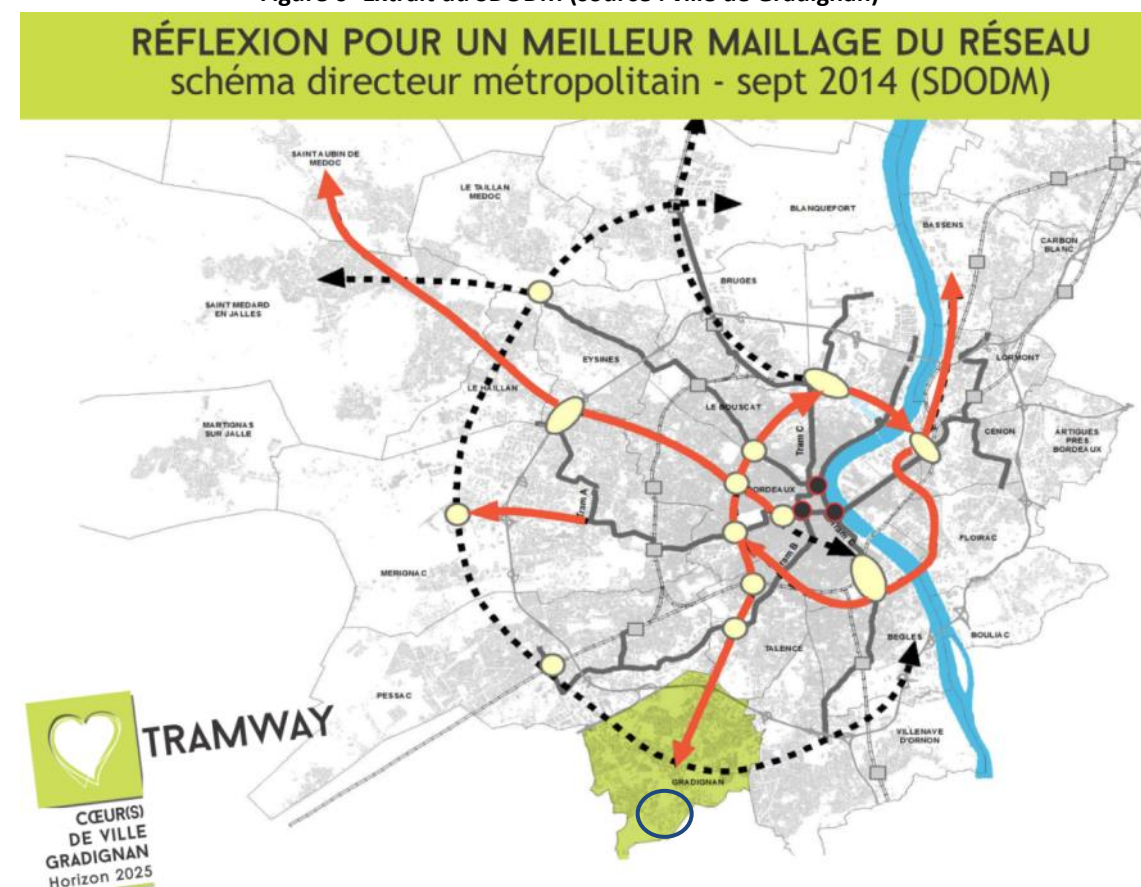 RÉFLEXION POUR UN MEILLEUR MAILLAGE DU RÉSEAU
schéma directeur métropolitain - sept 2014 (SDODM)
SAINT AUBIN DE
MEDOC
LE TAILLAN
MEDOC
BLANQUEFORT
BASSENS
CARBON
BLANC
BRUGES
SAINT MEDARD
EN JALLES
EYSINES
LORMONT
LE HAILLAN
LE BOUSCAT
MARTIGNAS
SUR JALLE
Tram C
CENON
ARTIGUES
PRÈS
BORDEAUX
BORDEAUX
Tram A
FLOIRAC
MERIGNAC
TALENCE
BEGLES
BOULIAC
PESSAC
VILLENAVE
D'ORNON
GRADIGNAN
TRAMWAY
CŒUR(S)
DE VILLE
GRADIGNAN
Horizon 2025